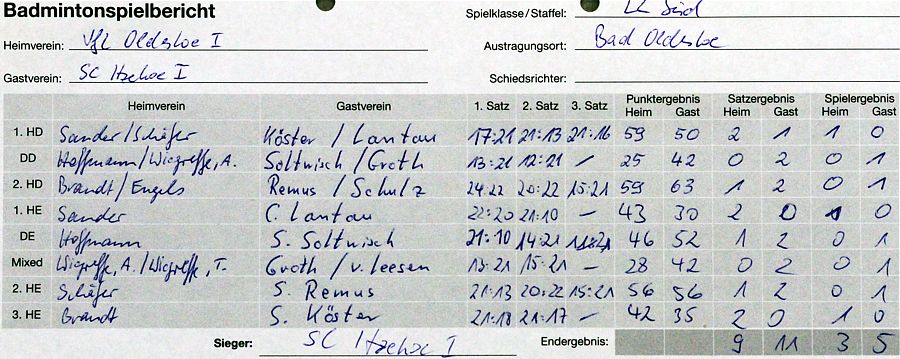 Badmintonspielbericht
Spielklasse/Staffel: LL Süd
Heimverein: VfL Oldesloe I
Austragungsort: Bad Oldesloe
Gastverein: SC Itzehoe I
Schiedsrichter:
Heimverein Gastverein 1. Satz 2. Satz 3. Satz Punktergebnis Heim Gast Satzergebnis Heim Gast Spielergebnis Heim Gast
1. HD Sander/Schäfer Köster / Lantau 17:21 21:13 21:16 59 50 2 1 1 0
DD Hoffmann/Wiegreffe, A. Soltwisch/Groth 13:21 12:21 – 25 42 0 2 0 1
2. HD Brandt/Engels Remus / Schulz 24:22 20:22 15:21 59 63 1 2 0 1
1. HE Sander C. Lantau 22:20 21:10 – 43 30 2 0 1 0
DE Hoffmann S. Soltwisch 21:10 14:21 11:21 46 52 1 2 0 1
Mixed Wiegreffe, A./Wiegreffe, T. Groth / v. Leesen 13:21 15:21 – 28 42 0 2 0 1
2. HE Schäfer S. Remus 21:13 20:22 15:21 56 56 1 2 0 1
3. HE Brandt S. Köster 21:18 21:17 – 42 35 2 0 1 0
Sieger: SC Itzehoe I Endergebnis: 9 11 3 5